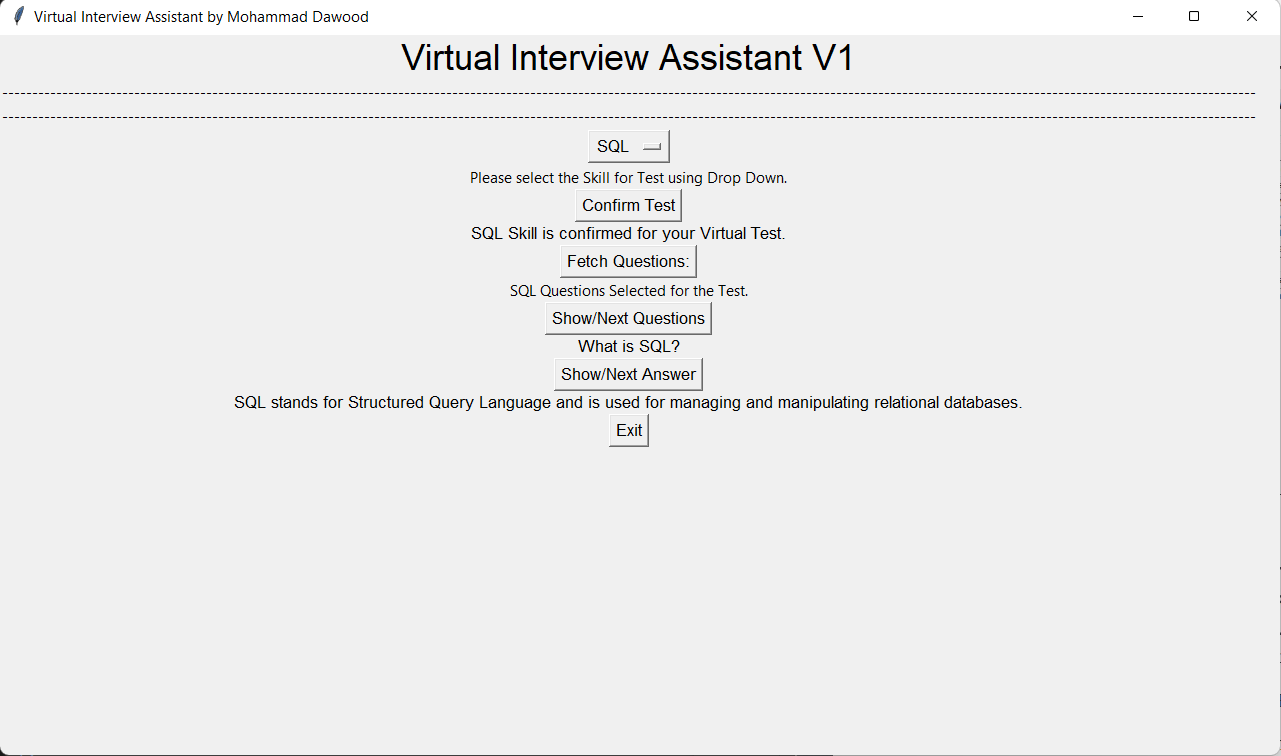 Virtual Interview Assistant by Mohammad Dawood
Virtual Interview Assistant V1
--------------------------------------------------------------------------------------------------------------------------------------------------------------------------------------------------------------------------------------------------
--------------------------------------------------------------------------------------------------------------------------------------------------------------------------------------------------------------------------------------------------
SQL
Please select the Skill for Test using Drop Down.
Confirm Test
SQL Skill is confirmed for your Virtual Test.
Fetch Questions:
SQL Questions Selected for the Test.
Show/Next Questions
What is SQL?
Show/Next Answer
SQL stands for Structured Query Language and is used for managing and manipulating relational databases.
Exit